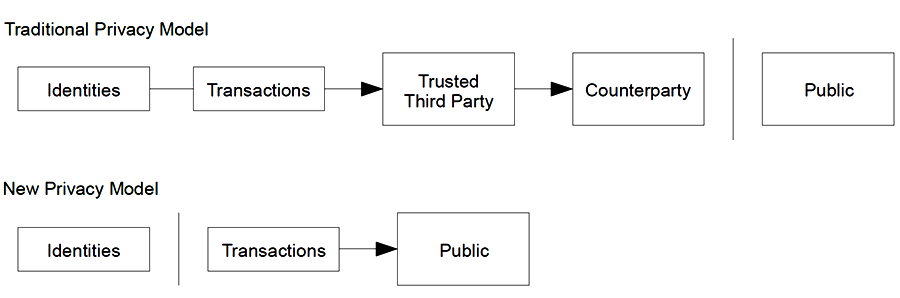 Traditional Privacy Model
Identities
Transactions
Trusted
Third Party
Counterparty
Public
New Privacy Model
Identities
Transactions
Public